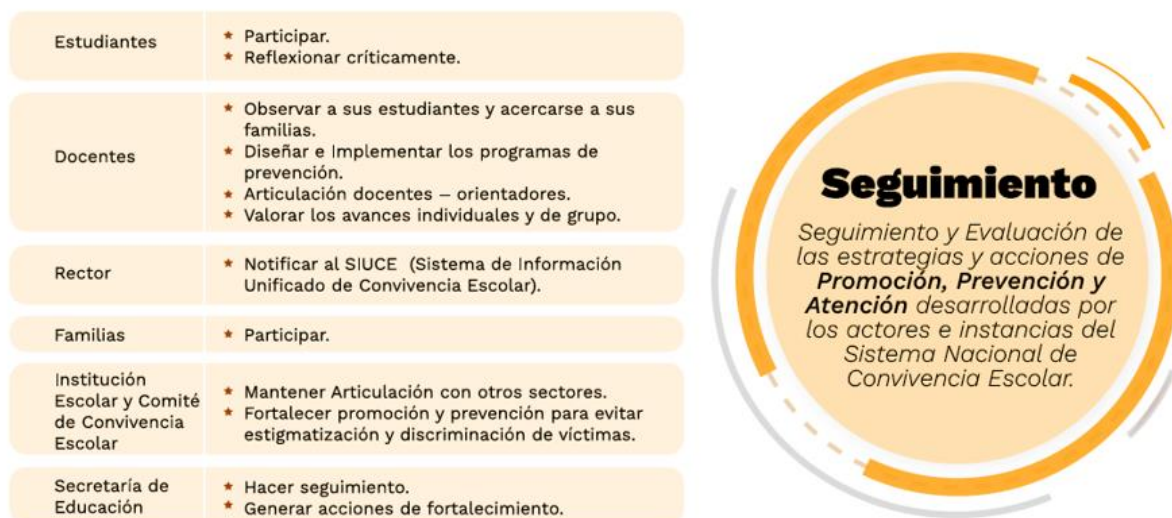 Estudiantes
★ Participar.
★ Reflexionar críticamente.
Docentes
★ Observar a sus estudiantes y acercarse a sus
familias.
★ Diseñar e Implementar los programas de
prevención.
★ Articulación docentes – orientadores.
★ Valorar los avances individuales y de grupo.
Rector
★ Notificar al SIUCE (Sistema de Información
Unificado de Convivencia Escolar).
Familias
★ Participar.
Institución
Escolar y Comité
de Convivencia
Escolar
★ Mantener Articulación con otros sectores.
★ Fortalecer promoción y prevención para evitar
estigmatización y discriminación de víctimas.
Secretaría de
Educación
★ Hacer seguimiento.
★ Generar acciones de fortalecimiento.
Seguimiento
Seguimiento y Evaluación de
las estrategias y acciones de
Promoción, Prevención y
Atención desarrolladas por
los actores e instancias del
Sistema Nacional de
Convivencia Escolar.